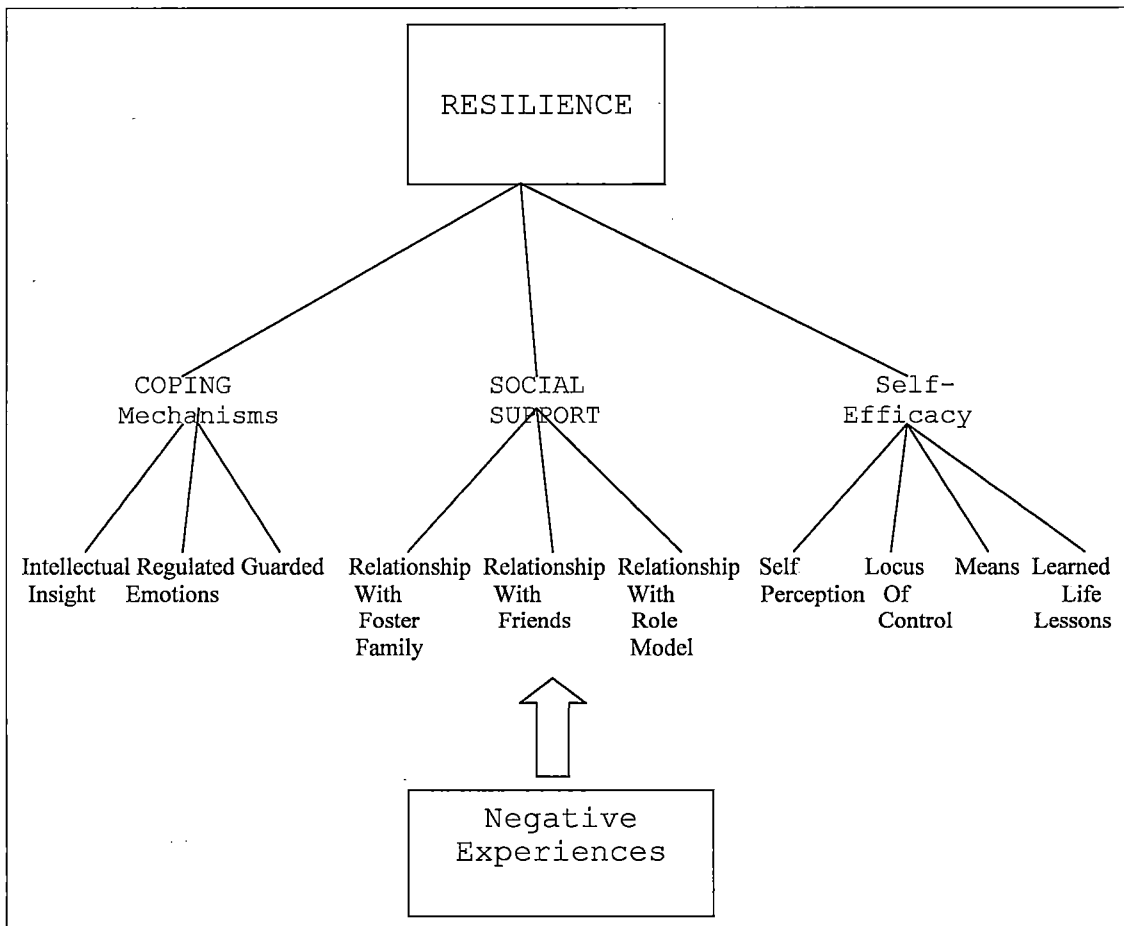 RESILIENCE
COPING
Mechanisms
SOCIAL
SUPPORT
Self-
Efficacy
Intellectual
Insight
Regulated
Emotions
Guarded
Relationship
With
Foster
Family
Relationship
With
Friends
Relationship
With
Role
Model
Self
Perception
Locus
Of
Control
Means
Learned
Life
Lessons
Negative
Experiences